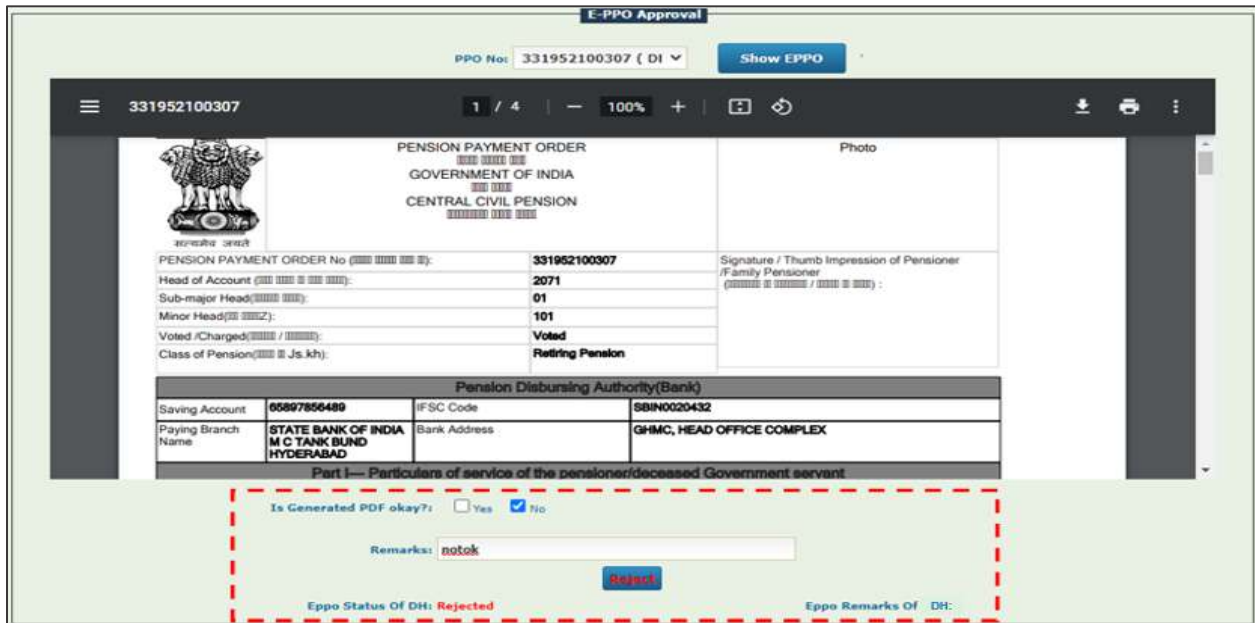 E-PPO Approval
PPO No: 331952100307 ( DI Show EPPO
331952100307 1 / 4 — 100% +
PENSION PAYMENT ORDER Photo
GOVERNMENT OF INDIA
CENTRAL CIVIL PENSION
सत्यमेव जयते
PENSION PAYMENT ORDER No ( ): 331952100307 Signature / Thumb Impression of Pensioner
/Family Pensioner
Head of Account ( ): 2071 ( / ) :
Sub-major Head( ): 01
Minor Head( Z): 101
Voted /Charged( / ): Voted
Class of Pension( Js.kh): Retiring Pension
Pension Disbursing Authority(Bank)
Saving Account 65897856489 IFSC Code SBIN0020432
Paying Branch Name STATE BANK OF INDIA M C TANK BUND HYDERABAD Bank Address GHMC, HEAD OFFICE COMPLEX
Part I— Particulars of service of the pensioner/deceased Government servant
Is Generated PDF okay?: Yes No
Remarks: notok
Reject
Eppo Status Of DH: Rejected Eppo Remarks Of DH: